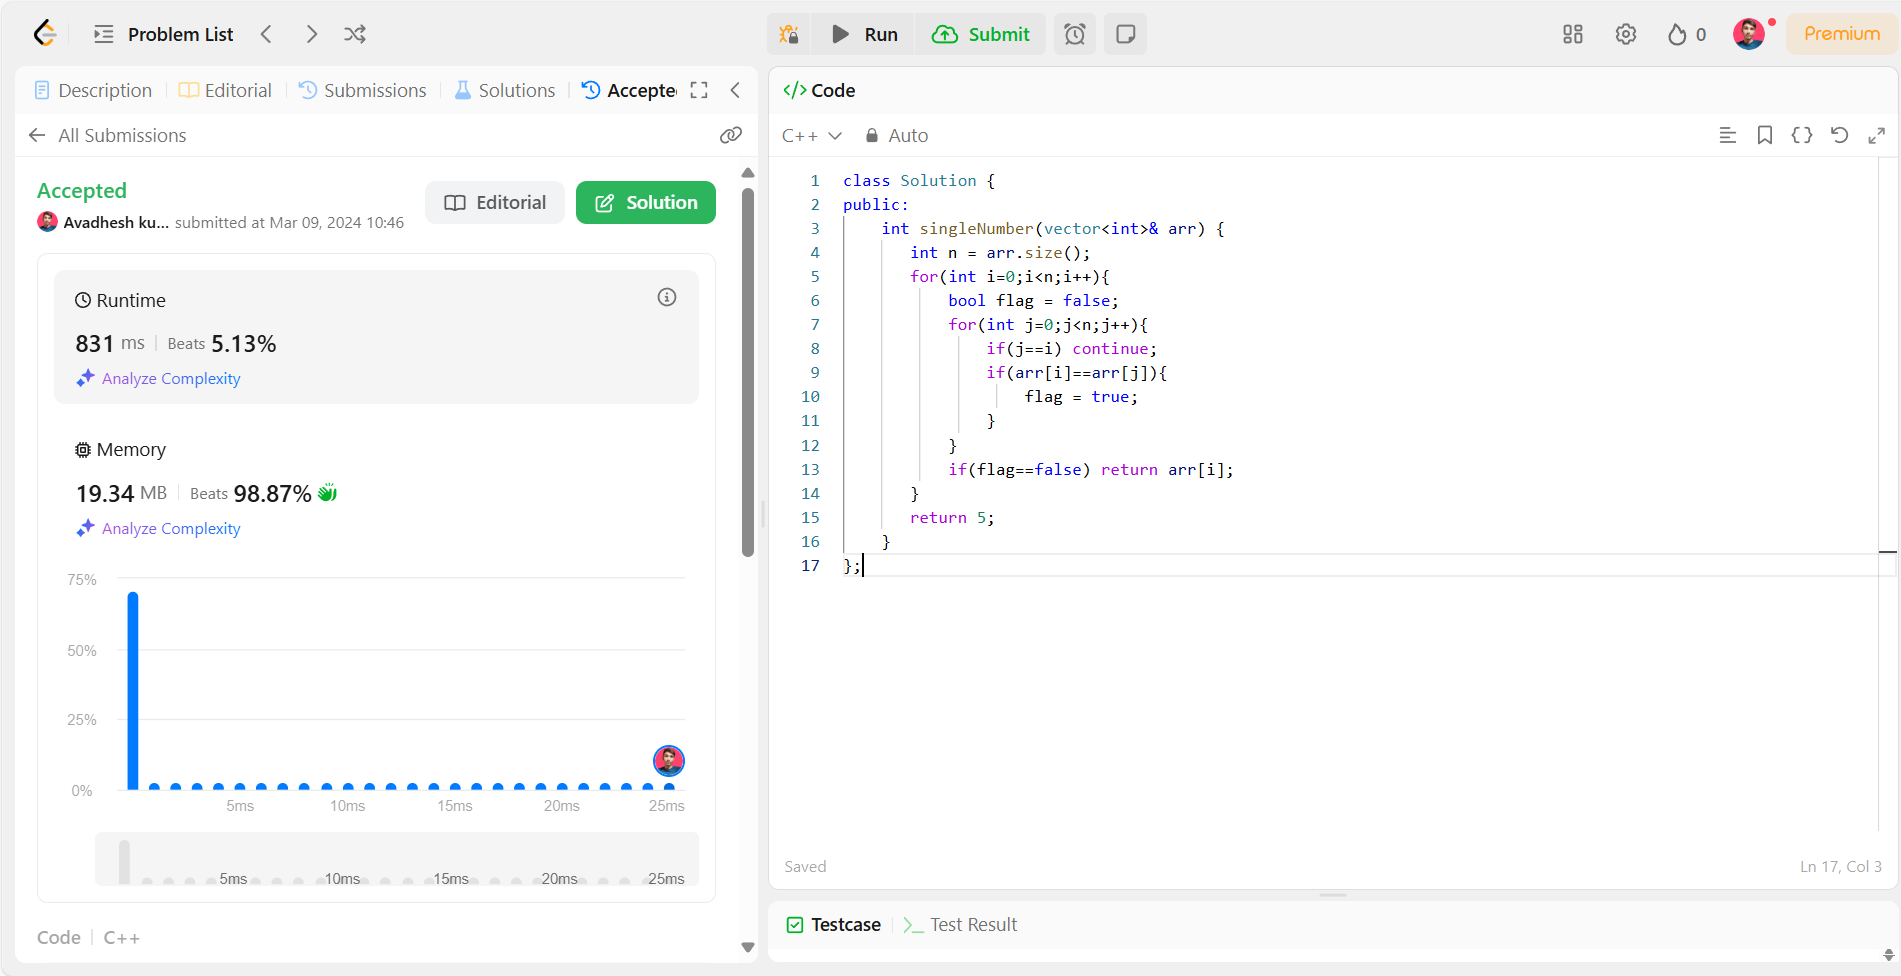 Problem List
Run
Submit
0
Premium
Description
Editorial
Submissions
Solutions
Accepte
All Submissions
Accepted
Avadhesh ku... submitted at Mar 09, 2024 10:46
Editorial
Solution
Runtime
831 ms Beats 5.13%
Analyze Complexity
Memory
19.34 MB Beats 98.87%
Analyze Complexity
75%
50%
25%
0%
5ms 10ms 15ms 20ms 25ms
5ms 10ms 15ms 20ms 25ms
Code C++
</> Code
C++ Auto
1 class Solution {
2 public:
3 int singleNumber(vector<int>& arr) {
4 int n = arr.size();
5 for(int i=0;i<n;i++){
6 bool flag = false;
7 for(int j=0;j<n;j++){
8 if(j==i) continue;
9 if(arr[i]==arr[j]){
10 flag = true;
11 }
12 }
13 if(flag==false) return arr[i];
14 }
15 return 5;
16 }
17 };
Saved
Ln 17, Col 3
Testcase
Test Result